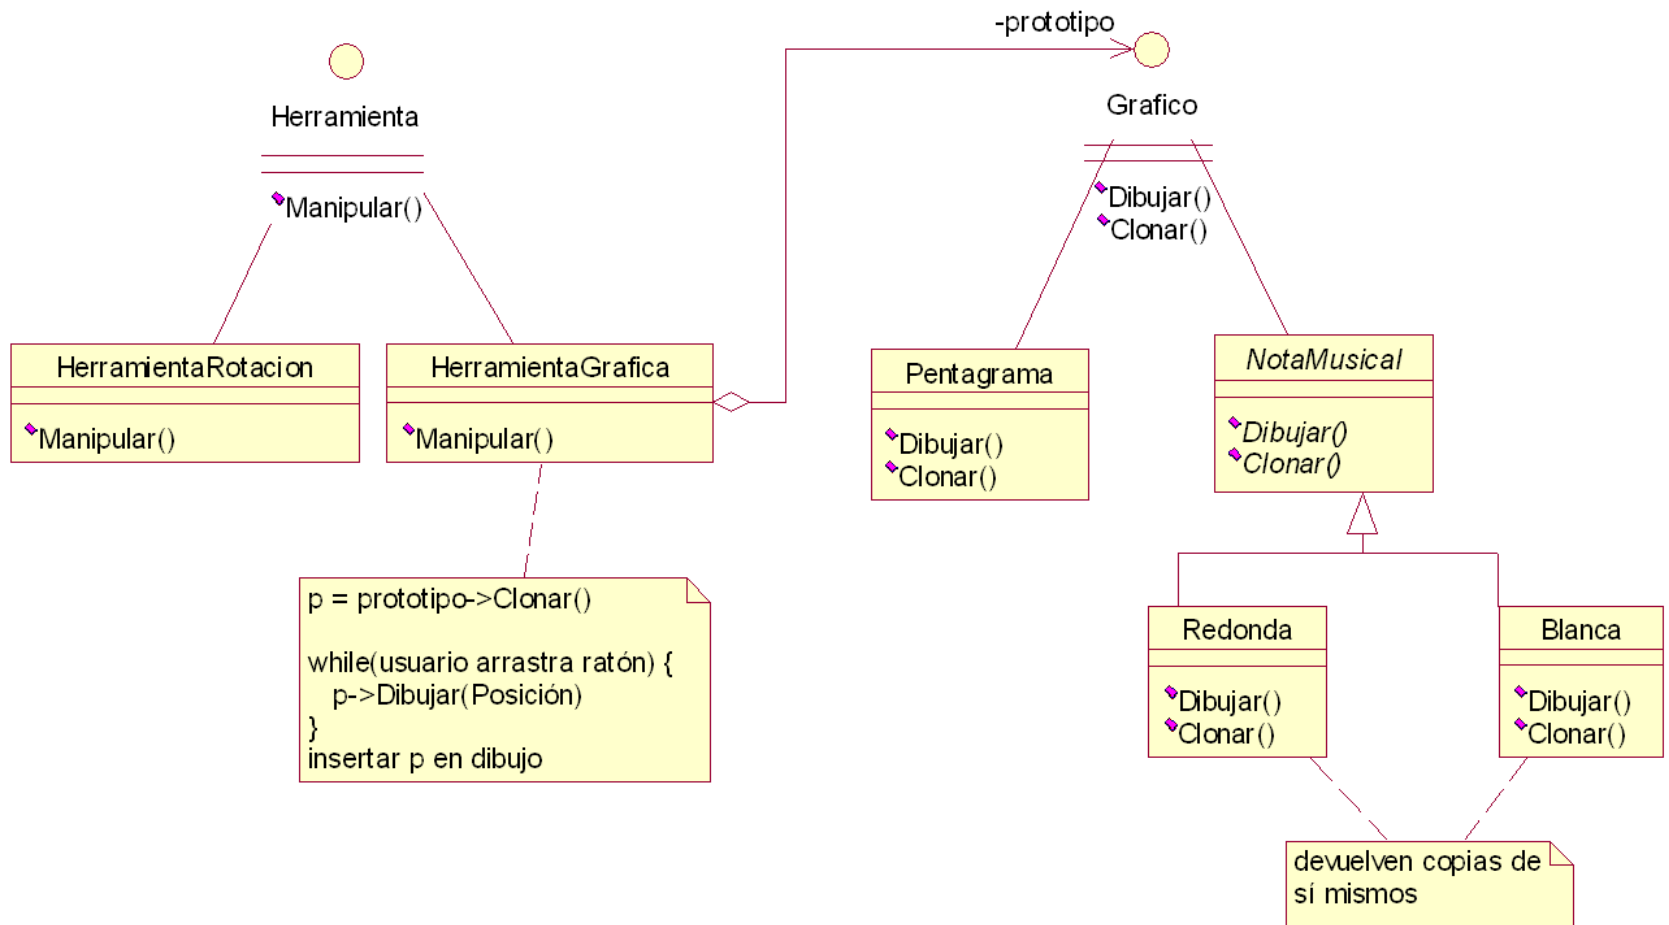 -prototipo
Herramienta
Manipular()
Grafico
Dibujar()
Clonar()
HerramientaRotacion
Manipular()
HerramientaGrafica
Manipular()
Pentagrama
Dibujar()
Clonar()
NotaMusical
Dibujar()
Clonar()
p = prototipo->Clonar()
while(usuario arrastra ratón) {
p->Dibujar(Posición)
}
insertar p en dibujo
Redonda
Dibujar()
Clonar()
Blanca
Dibujar()
Clonar()
devuelven copias de
sí mismos